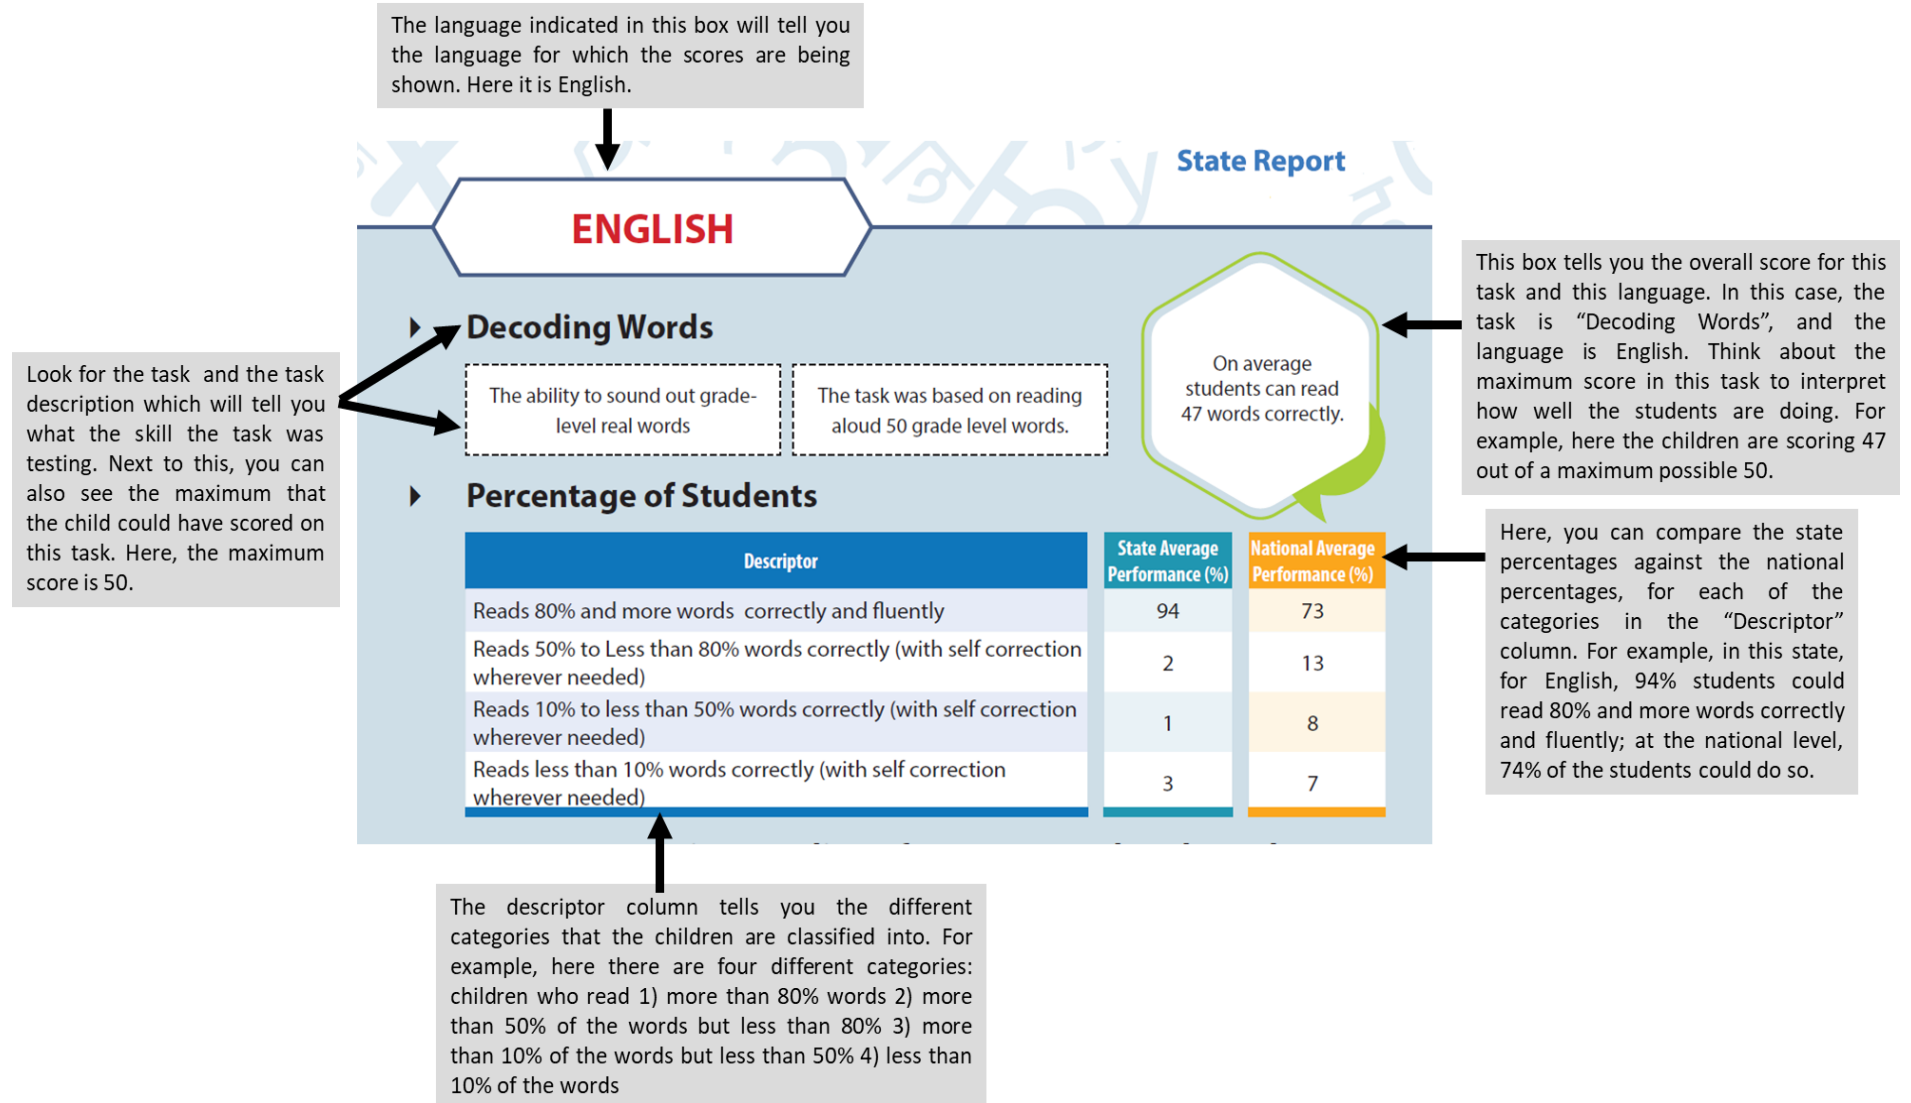 The language indicated in this box will tell you
the language for which the scores are being
shown. Here it is English.
State Report
ENGLISH
This box tells you the overall score for this
task and this language. In this case, the
task is “Decoding Words”, and the
language is English. Think about the
maximum score in this task to interpret
how well the students are doing. For
example, here the children are scoring 47
out of a maximum possible 50.
Decoding Words
Look for the task and the task
description which will tell you
what the skill the task was
testing. Next to this, you can
also see the maximum that
the child could have scored on
this task. Here, the maximum
score is 50.
The ability to sound out grade-
level real words
The task was based on reading
aloud 50 grade level words.
On average
students can read
47 words correctly.
Percentage of Students
Here, you can compare the state
percentages against the national
percentages, for each of the
categories in the “Descriptor”
column. For example, in this state,
for English, 94% students could
read 80% and more words correctly
and fluently; at the national level,
74% of the students could do so.
Descriptor
State Average
Performance (%)
National Average
Performance (%)
Reads 80% and more words correctly and fluently
94
73
Reads 50% to Less than 80% words correctly (with self correction
wherever needed)
2
13
Reads 10% to less than 50% words correctly (with self correction
wherever needed)
1
8
Reads less than 10% words correctly (with self correction
wherever needed)
3
7
The descriptor column tells you the different
categories that the children are classified into. For
example, here there are four different categories:
children who read 1) more than 80% words 2) more
than 50% of the words but less than 80% 3) more
than 10% of the words but less than 50% 4) less than
10% of the words